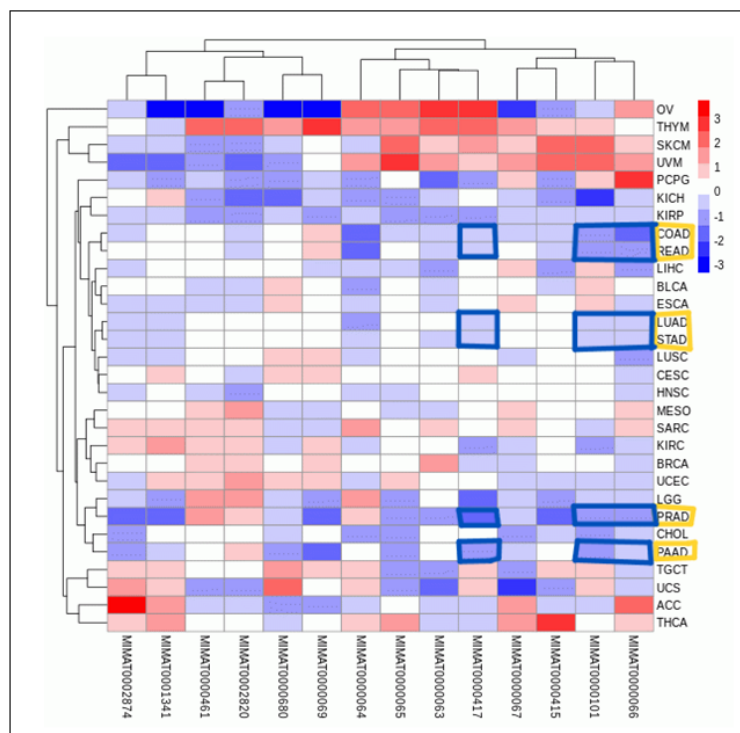 OV
THYM
SKCM
UVM
PCPG
KICH
KIRP
COAD
READ
LIHC
BLCA
ESCA
LUAD
STAD
LUSC
CESC
HNSC
MESO
SARC
KIRC
BRCA
UCEC
LGG
PRAD
CHOL
PAAD
TGCT
UCS
ACC
THCA
3
2
1
0
-1
-2
-3
MIMAT0002874
MIMAT0001341
MIMAT0000461
MIMAT0002820
MIMAT0000680
MIMAT0000069
MIMAT0000064
MIMAT0000065
MIMAT0000063
MIMAT0000417
MIMAT0000067
MIMAT0000415
MIMAT0000101
MIMAT0000066